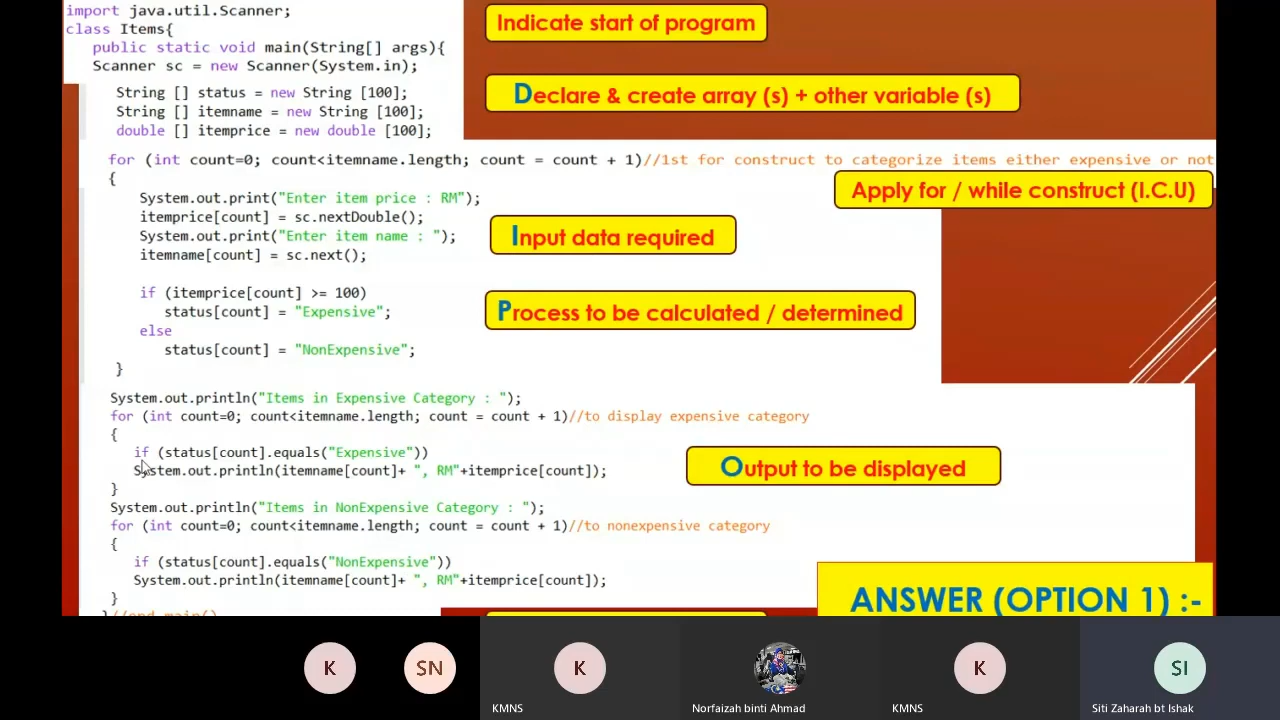 import java.util.Scanner;
class Items{
public static void main(String[] args){
Scanner sc = new Scanner(System.in);
Indicate start of program
String [] status = new String [100];
String [] itemname = new String [100];
double [] itemprice = new double [100];
Declare & create array (s) + other variable (s)
for (int count=0; count<itemname.length; count = count + 1)//1st for construct to categorize items either expensive or not
{
Apply for / while construct (I.C.U)
System.out.print("Enter item price : RM");
itemprice[count] = sc.nextDouble();
System.out.print("Enter item name : ");
itemname[count] = sc.next();
Input data required
if (itemprice[count] >= 100)
status[count] = "Expensive";
else
status[count] = "NonExpensive";
}
Process to be calculated / determined
System.out.println("Items in Expensive Category : ");
for (int count=0; count<itemname.length; count = count + 1)//to display expensive category
{
if (status[count].equals("Expensive"))
System.out.println(itemname[count]+ ", RM"+itemprice[count]);
}
Output to be displayed
System.out.println("Items in NonExpensive Category : ");
for (int count=0; count<itemname.length; count = count + 1)//to nonexpensive category
{
if (status[count].equals("NonExpensive"))
System.out.println(itemname[count]+ ", RM"+itemprice[count]);
}
}//end main()
ANSWER (OPTION 1) :-
K
SN
K
KMNS
Norfaizah binti Ahmad
K
KMNS
SI
Siti Zaharah bt Ishak